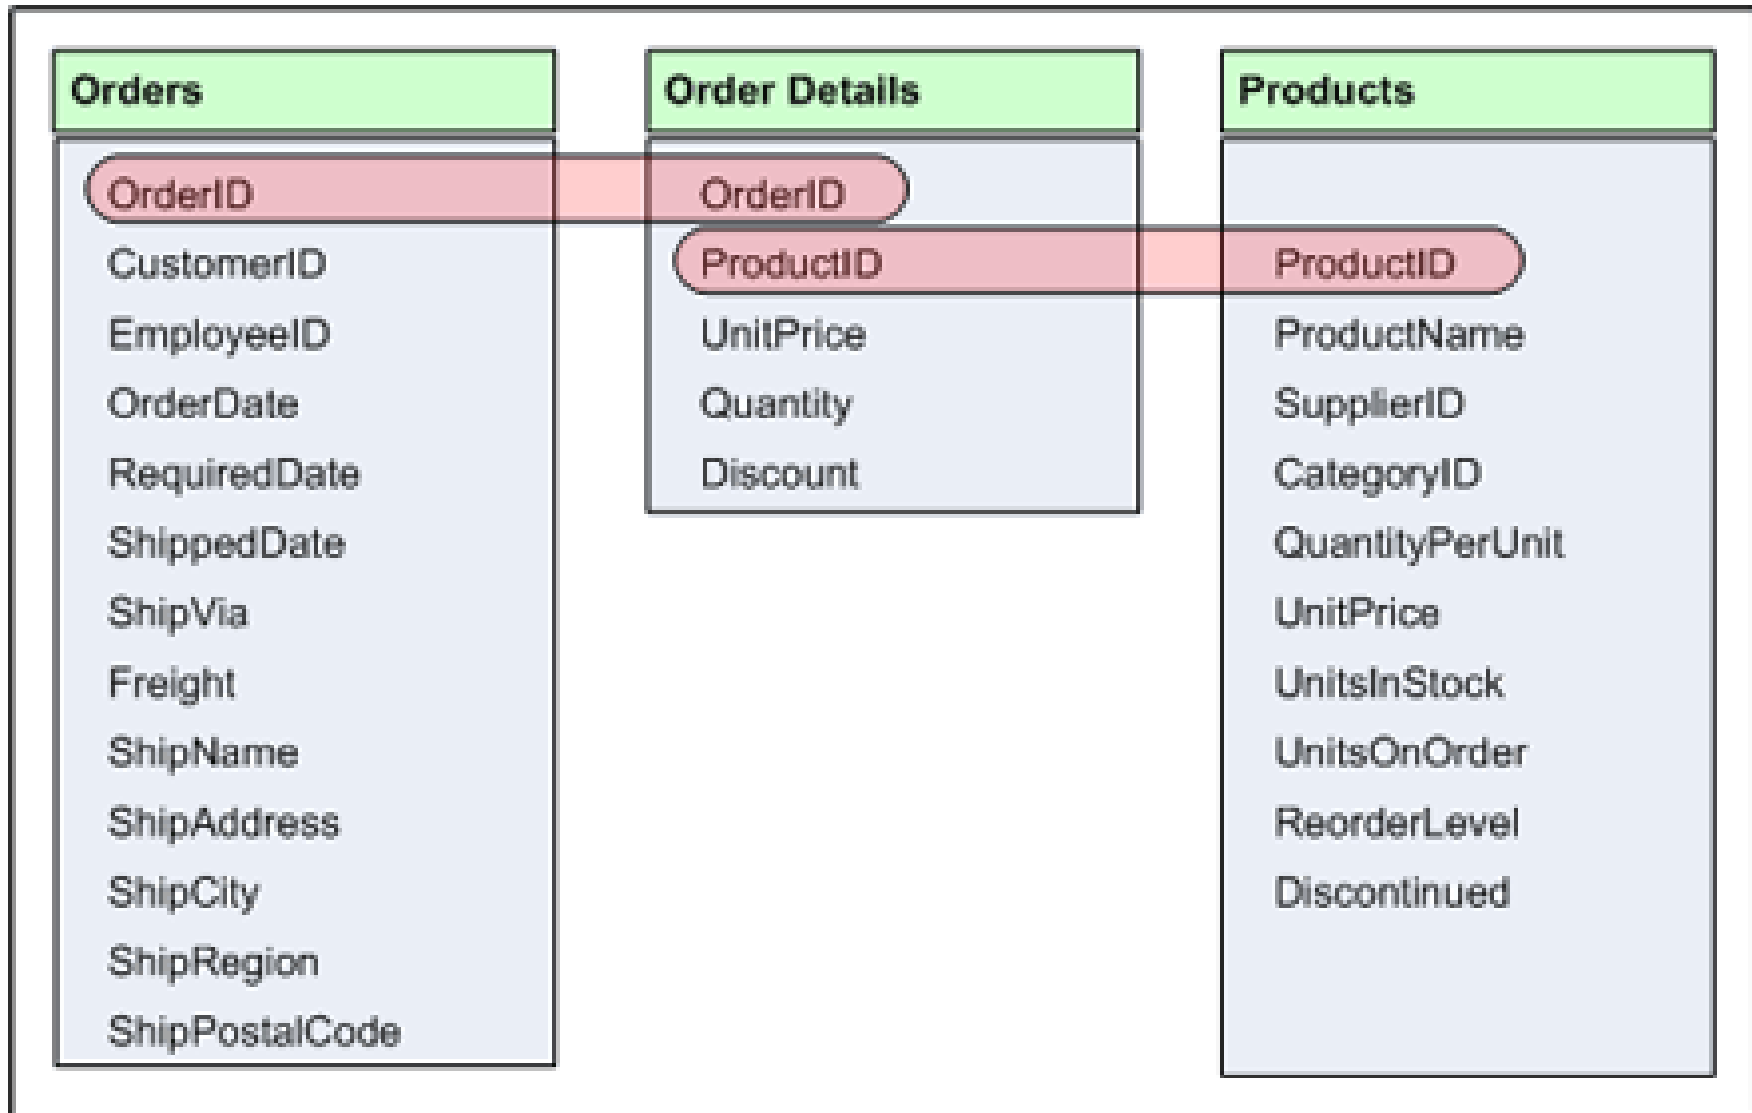 Orders
OrderID
CustomerID
EmployeeID
OrderDate
RequiredDate
ShippedDate
ShipVia
Freight
ShipName
ShipAddress
ShipCity
ShipRegion
ShipPostalCode
Order Details
OrderID
ProductID
UnitPrice
Quantity
Discount
Products
ProductID
ProductName
SupplierID
CategoryID
QuantityPerUnit
UnitPrice
UnitsInStock
UnitsOnOrder
ReorderLevel
Discontinued